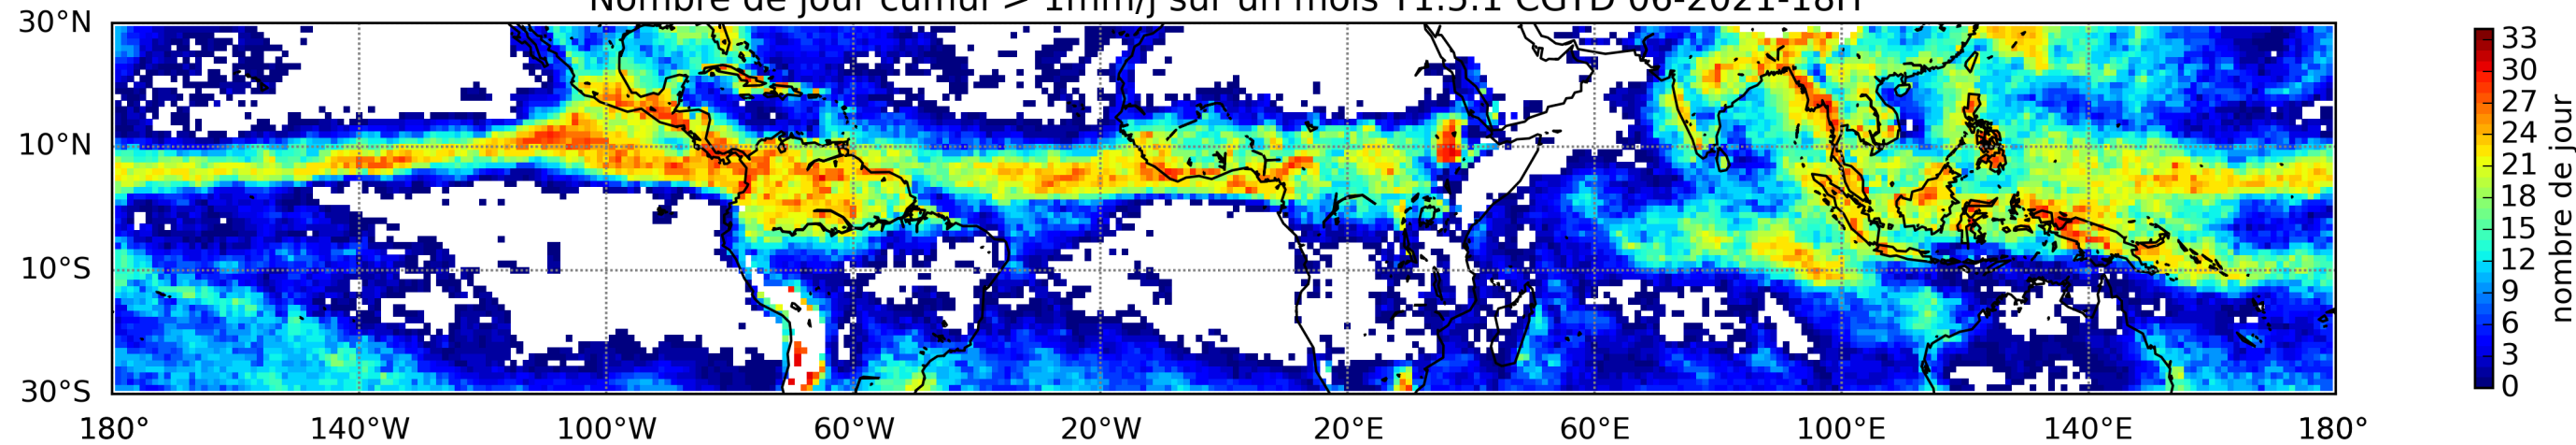 Nombre de jour cumul > 1mm/j sur un mois T1.5.1 CGTD 06-2021-18H
30°N
10°N
10°S
30°S
180° 140°W 100°W 60°W 20°W 20°E 60°E 100°E 140°E 180°
33
30
27
24
21
18
15
12
9
6
3
0
nombre de jour